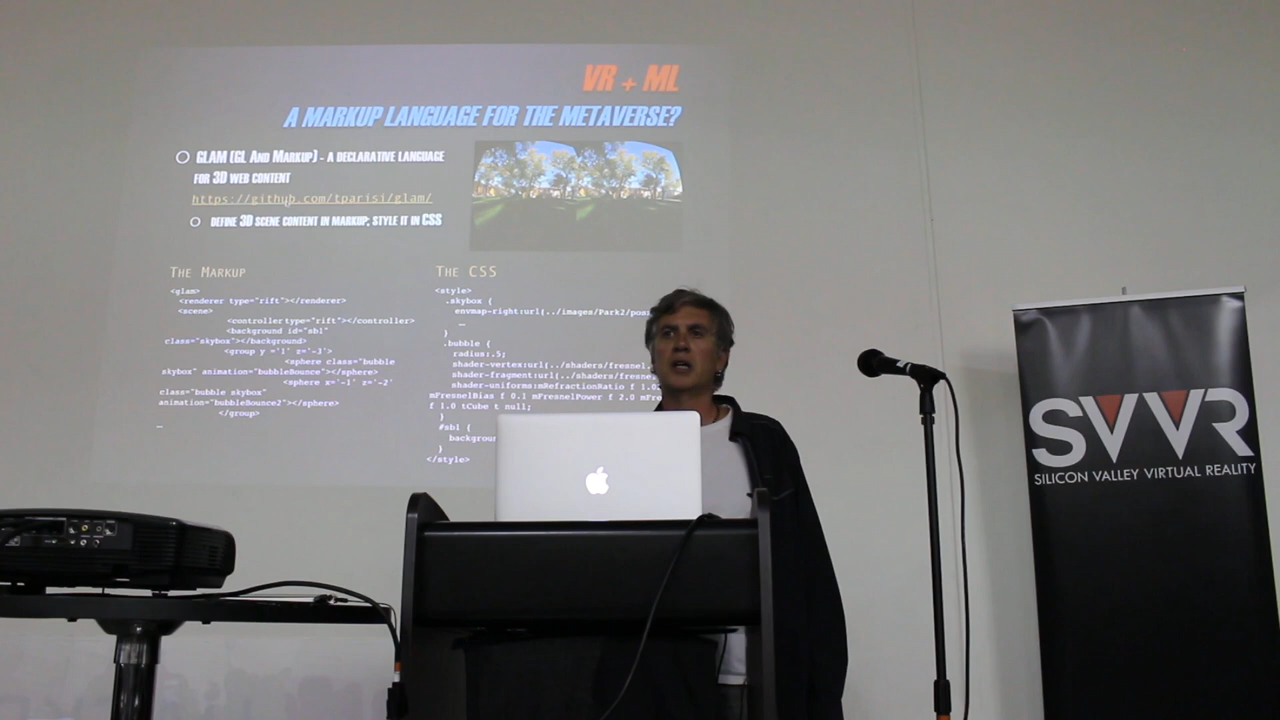 VR + ML
A MARKUP LANGUAGE FOR THE METAVERSE?
GLAM (GL AND MARKUP) - A DECLARATIVE LANGUAGE
FOR 3D WEB CONTENT
https://github.com/tparisi/glam/
DEFINE 3D SCENE CONTENT IN MARKUP; STYLE IT IN CSS
THE MARKUP
<glam>
<renderer type="rift"></renderer>
<scene>
<controller type="rift"></controller>
<background id="sb1"
class="skybox"></background>
<group y ='1' z='-3'>
<sphere class="bubble
skybox" animation="bubbleBounce"></sphere>
<sphere x='-1' z='-2'
class="bubble skybox"
animation="bubbleBounce2"></sphere>
</group>
…
THE CSS
<style>
.skybox {
envmap-right:url(../images/Park2/pos
…
}
.bubble {
radius:.5;
shader-vertex:url(../shaders/fresnel.
shader-fragment:url(../shaders/fresne
shader-uniforms:mRefractionRatio f 1.0
mFresnelBias f 0.1 mFresnelPower f 2.0 mFre
f 1.0 tCube t null;
}
#sb1 {
backgrou
}
</style>
SVVR
SILICON VALLEY VIRTUAL REALITY